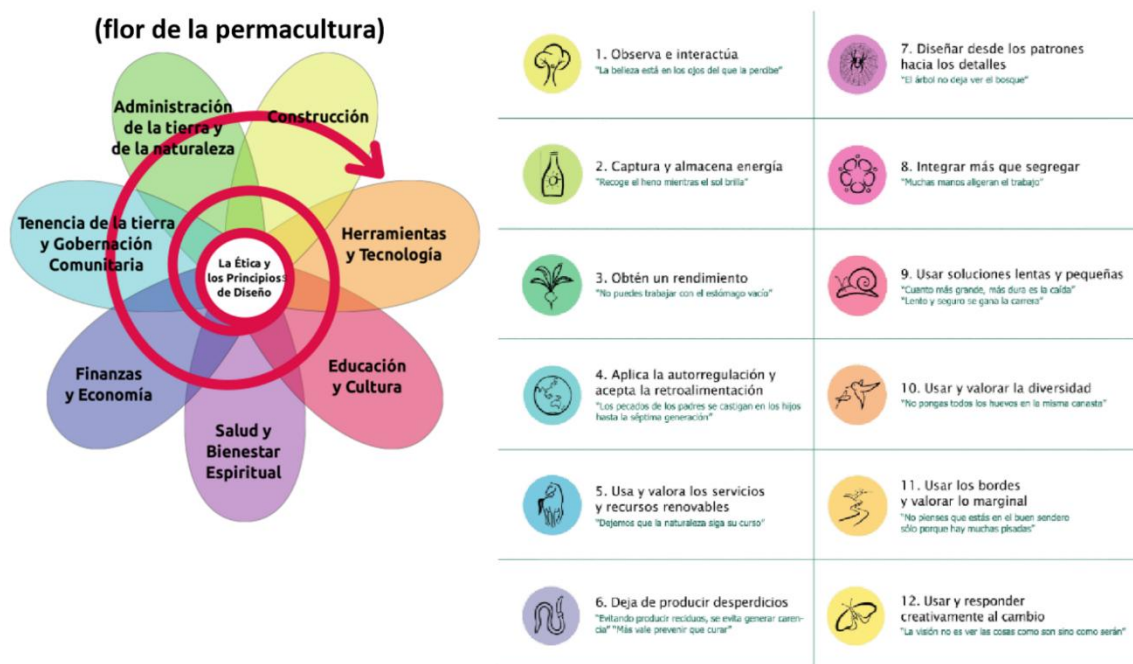 (flor de la permacultura)
Administración
de la tierra y
de la naturaleza
Construcción
Tenencia de la tierra
y Gobernación
Comunitaria
Herramientas
y Tecnología
La Ética y
los Principios
de Diseño
Finanzas
y Economía
Educación
y Cultura
Salud y
Bienestar
Espiritual
1. Observa e interactúa
"La belleza está en los ojos del que la percibe"
2. Captura y almacena energía
"Recoge el heno mientras el sol brilla"
3. Obtén un rendimiento
"No puedes trabajar con el estómago vacío"
4. Aplica la autorregulación y
acepta la retroalimentación
"Los pecados de los padres se castigan en los hijos
hasta la séptima generación"
5. Usa y valora los servicios
y recursos renovables
"Dejemos que la naturaleza siga su curso"
6. Deja de producir desperdicios
"Evitando producir reciduos, se evita generar caren-
cia" "Más vale prevenir que curar"
7. Diseñar desde los patrones
hacia los detalles
"El árbol no deja ver el bosque"
8. Integrar más que segregar
"Muchas manos aligeran el trabajo"
9. Usar soluciones lentas y pequeñas
"Cuanto más grande, más dura es la caída"
"Lento y seguro se gana la carrera"
10. Usar y valorar la diversidad
"No pongas todos los huevos en la misma canasta"
11. Usar los bordes
y valorar lo marginal
"No pienses que estás en el buen sendero
sólo porque hay muchas pisadas"
12. Usar y responder
creativamente al cambio
"La visión no es ver las cosas como son sino como serán"